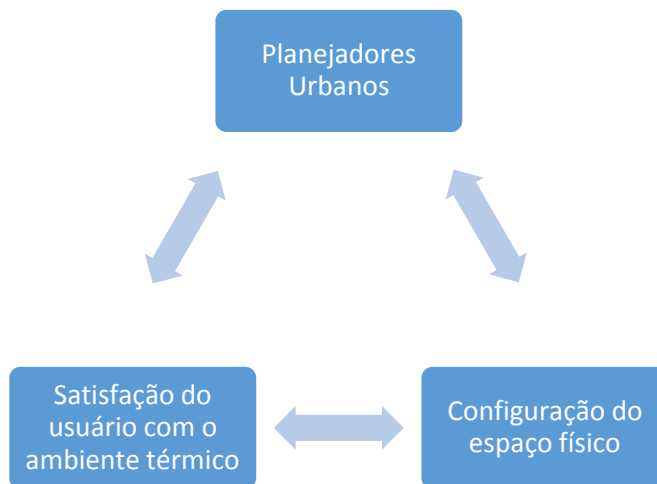 Planejadores
Urbanos
Satisfação do
usuário com o
ambiente térmico
Configuração do
espaço físico